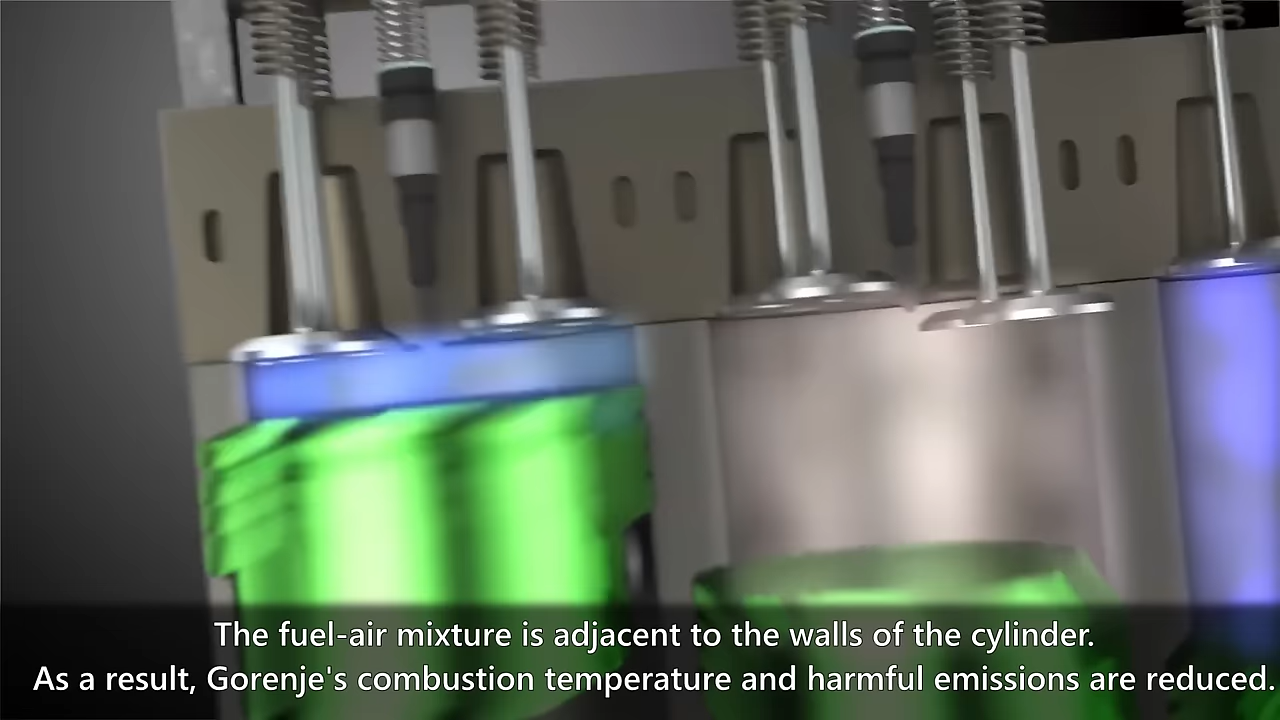 The fuel-air mixture is adjacent to the walls of the cylinder.
As a result, Gorenje's combustion temperature and harmful emissions are reduced.